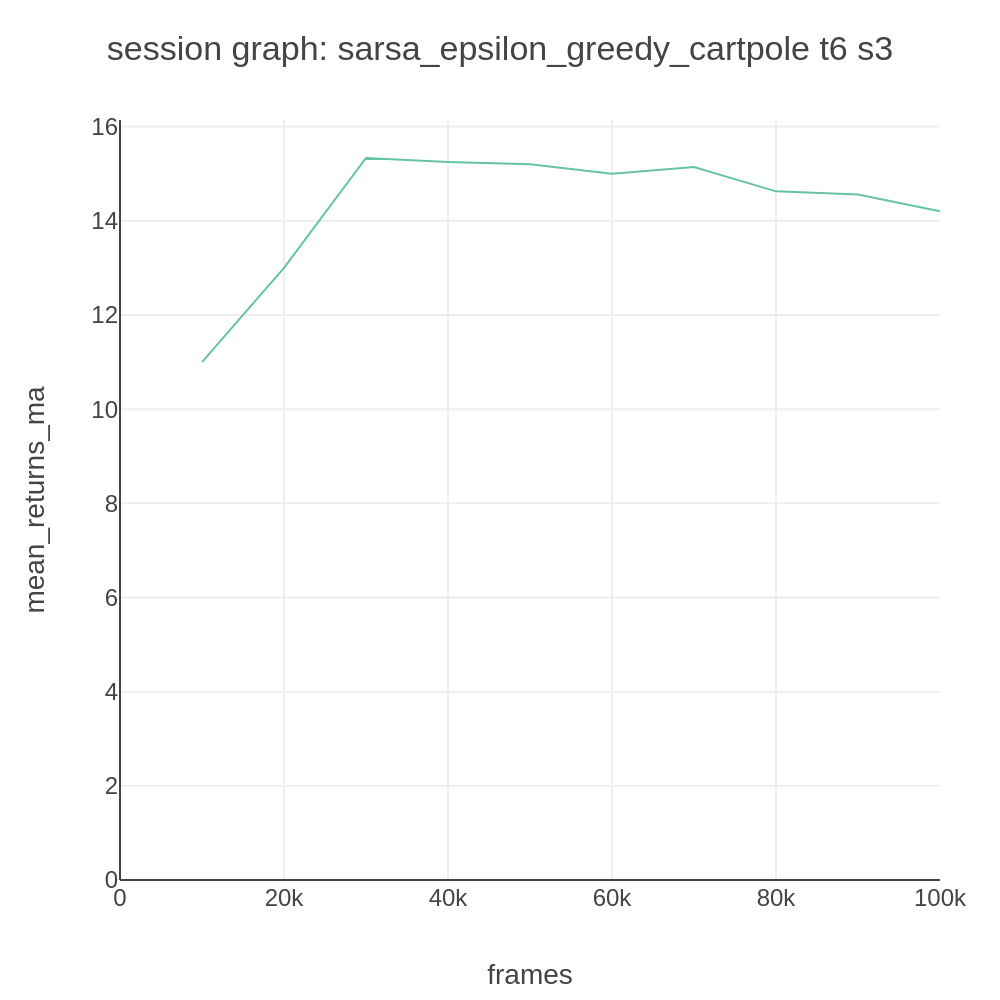 session graph: sarsa_epsilon_greedy_cartpole t6 s3
16
14
12
10
8
6
4
2
0
mean_returns_ma
0 20k 40k 60k 80k 100k
frames